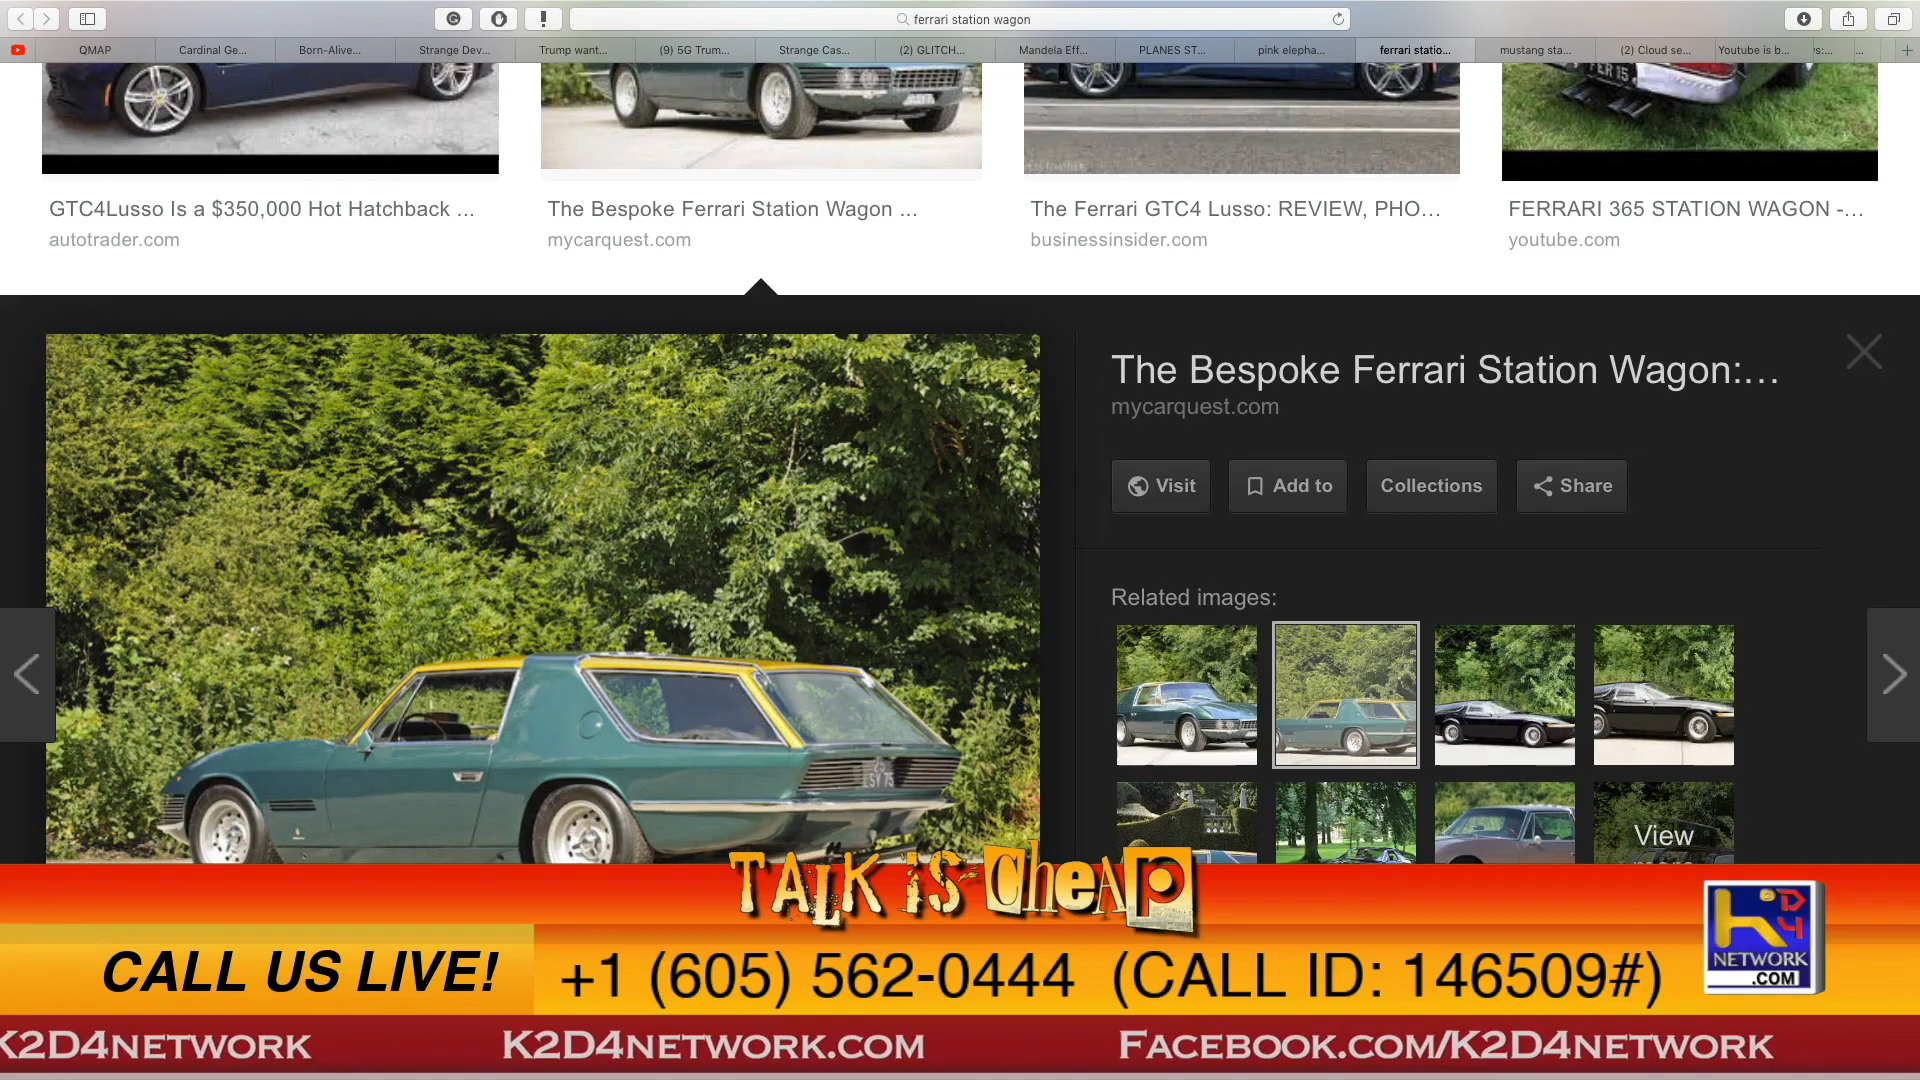 ferrari station wagon
QMAP
Cardinal Ge...
Born-Alive...
Strange Dev...
Trump want...
(9) 5G Trum...
Strange Cas...
(2) GLITCH...
Mandela Eff...
PLANES ST...
pink elepha...
ferrari statio...
mustang sta...
(2) Cloud se...
Youtube is b...
GTC4Lusso Is a $350,000 Hot Hatchback ...
autotrader.com
The Bespoke Ferrari Station Wagon ...
mycarquest.com
The Ferrari GTC4 Lusso: REVIEW, PHO...
businessinsider.com
FERRARI 365 STATION WAGON -...
youtube.com
The Bespoke Ferrari Station Wagon:...
mycarquest.com
Visit
Add to
Collections
Share
Related images:
View
TALK IS CheAP
CALL US LIVE!
+1 (605) 562-0444 (CALL ID: 146509#)
K2D4
NETWORK
.COM
K2D4NETWORK
K2D4NETWORK.COM
FACEBOOK.COM/K2D4NETWORK